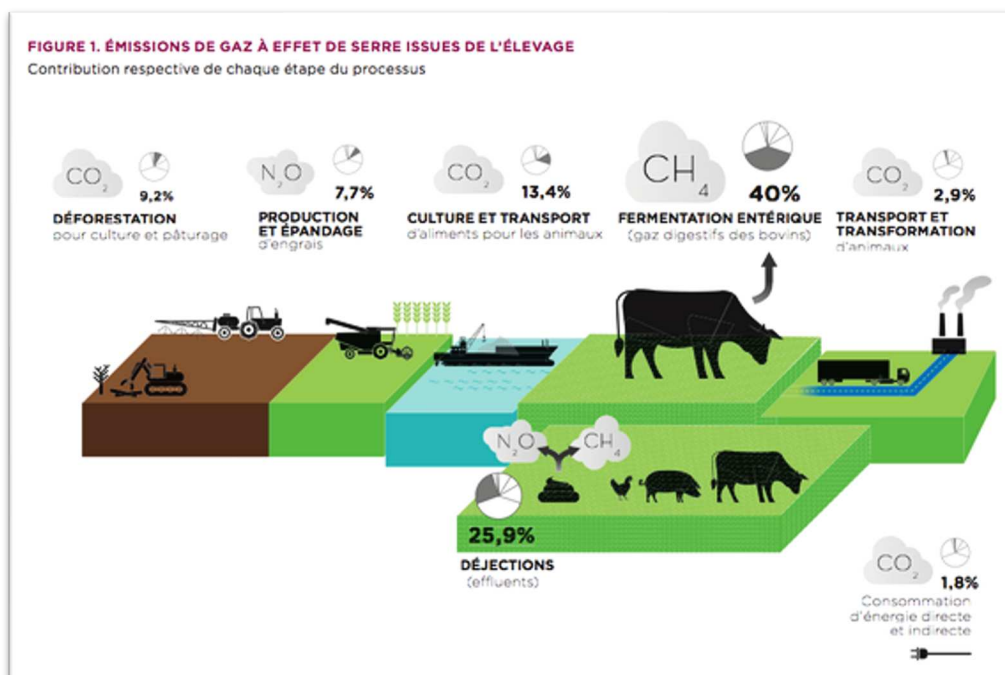 FIGURE 1. ÉMISSIONS DE GAZ À EFFET DE SERRE ISSUES DE L'ÉLEVAGE
Contribution respective de chaque étape du processus
CO2
9,2%
DÉFORESTATION
pour culture et pâturage
N2O
7,7%
PRODUCTION
ET ÉPANDAGE
d'engrais
CO2
13,4%
CULTURE ET TRANSPORT
d'aliments pour les animaux
CH4
40%
FERMENTATION ENTÉRIQUE
(gaz digestifs des bovins)
CO2
2,9%
TRANSPORT ET
TRANSFORMATION
d'animaux
N2O
CH4
25,9%
DÉJECTIONS
(effluents)
CO2
1,8%
Consommation
d'énergie directe
et indirecte